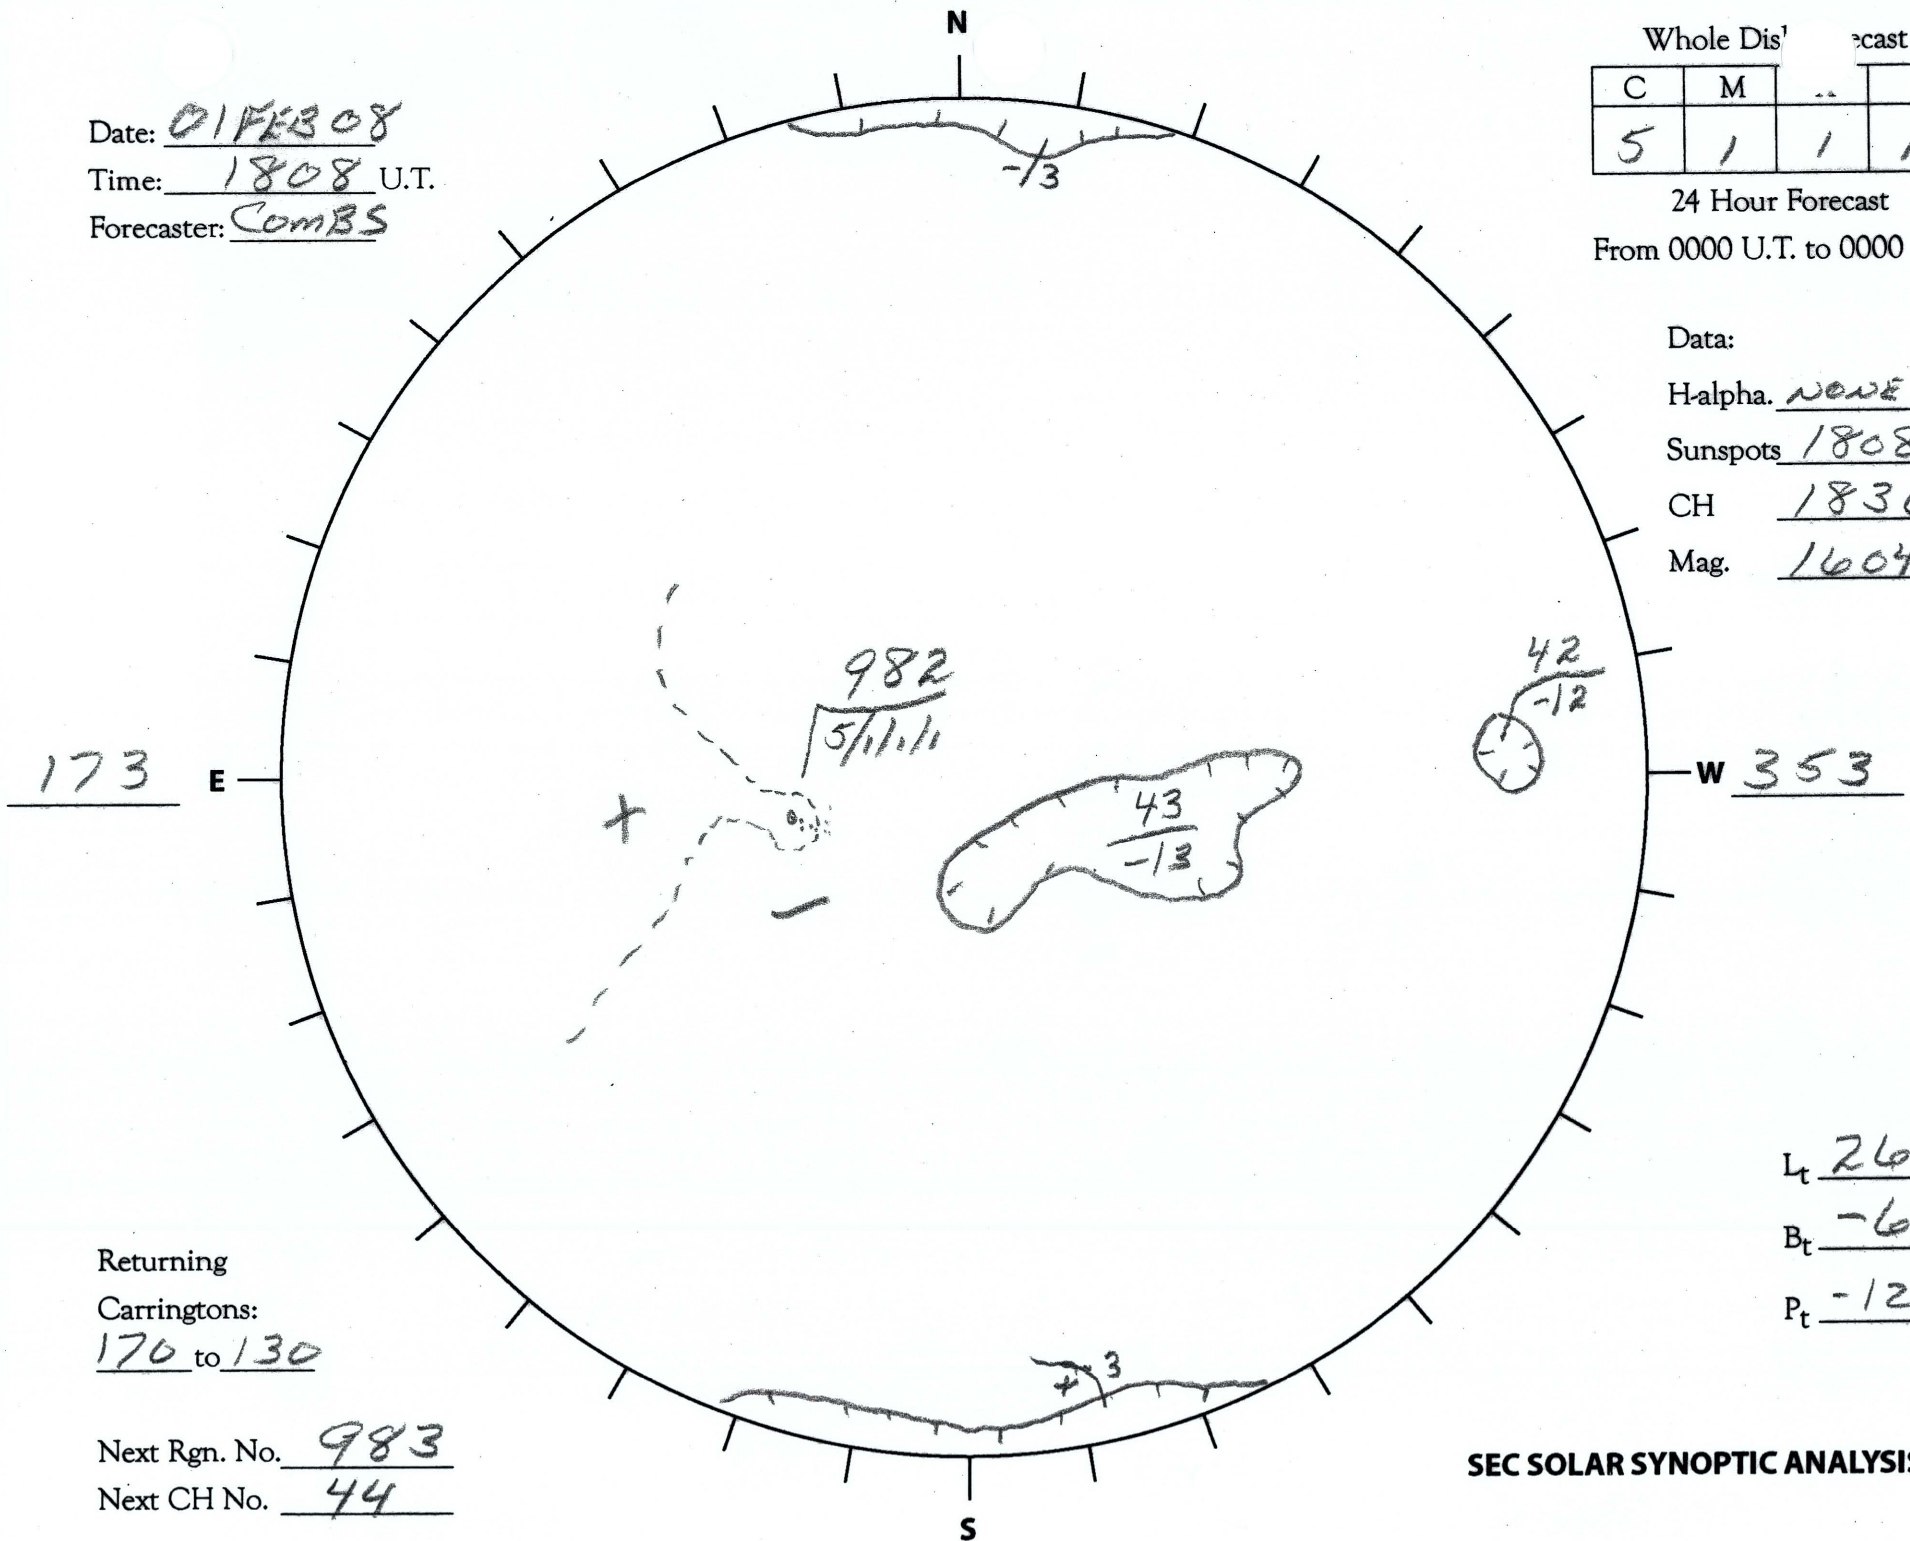 N
Whole Dis
ecast
Date: 01FEB08
Time: 1808 U.T.
Forecaster: COMBS
C M
5 1 1
24 Hour Forecast
From 0000 U.T. to 0000
-/3
Data:
H-alpha. NONE
Sunspots 1808
CH 183
Mag. 1604
982
5/1/1/1
42
-12
173 E
W 353
+
43
-13
−
Lt 26
Bt -6
Pt -12
Returning
Carringtons:
170 to 130
+ 3
Next Rgn. No. 983
Next CH No. 44
SEC SOLAR SYNOPTIC ANALYSI
S